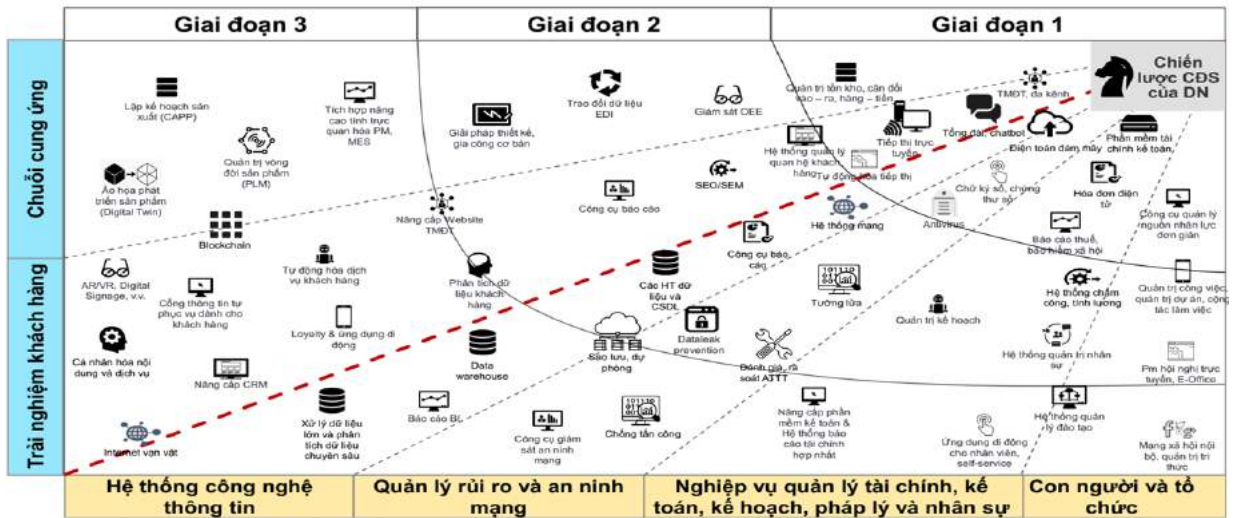 Giai đoạn 3
Giai đoạn 2
Giai đoạn 1
Chuỗi cung ứng
Trải nghiệm khách hàng
Chiến
lược CĐS
của DN
Lập kế hoạch sản
xuất (CAPP)
Tích hợp nâng
cao tính trực
quan hóa PM,
MES
Quản trị vòng
đời sản phẩm
(PLM)
Ảo họa phát
triển sản phẩm
(Digital Twin)
Blockchain
Giải pháp thiết kế,
gia công cơ bản
Trao đổi dữ liệu
EDI
Giám sát OEE
Quản trị tồn kho, cân đối
vào – ra, hàng – tiền
TMĐT, đa kênh
Tiếp thị trực
tuyến
Tổng đài, chatbot
Điện toán đám mây
Phần mềm tài
chính kế toán,
Hệ thống quản lý
quan hệ khách
hàng
Tự động hóa tiếp thị
SEO/SEM
Chữ ký số, chứng
thư số
Hóa đơn điện
tử
Công cụ báo cáo
Nâng cấp Website
TMĐT
Hệ thống mạng
Antivirus
Báo cáo thuế,
bảo hiểm xã hội
Công cụ quản lý
nguồn nhân lực
đơn giản
AR/VR, Digital
Signage, v.v.
Cổng thông tin tự
phục vụ dành cho
khách hàng
Tự động hóa dịch
vụ khách hàng
Phân tích dữ
liệu khách
hàng
Các HT dữ
liệu và
CSDL
Công cụ báo
cáo
Tường lửa
Quản trị kế hoạch
Hệ thống chấm
công, tính lương
Quản trị công việc,
quản trị dự án, cộng
tác làm việc
Cá nhân hóa nội
dung và dịch vụ
Loyalty & ứng dụng di
động
Data
warehouse
Sao lưu, dự
phòng
Dataleak
prevention
Đánh giá, rà
soát ATTT
Hệ thống quản trị nhân
sự
Pm hội nghị trực
tuyến, E-Office
Nâng cấp CRM
Internet vạn vật
Xử lý dữ liệu
lớn và phân
tích dữ liệu
chuyên sâu
Báo cáo BI
Công cụ giám
sát an ninh
mạng
Chống tấn công
Nâng cấp phần
mềm kế toán &
Hệ thống báo
cáo tài chính
hợp nhất
Ứng dụng di động
cho nhân viên,
self-service
Hệ thống quản
lý đào tạo
Mạng xã hội nội
bộ, quản trị tri
thức
Hệ thống công nghệ
thông tin
Quản lý rủi ro và an ninh
mạng
Nghiệp vụ quản lý tài chính, kế
toán, kế hoạch, pháp lý và nhân sự
Con người và tổ
chức